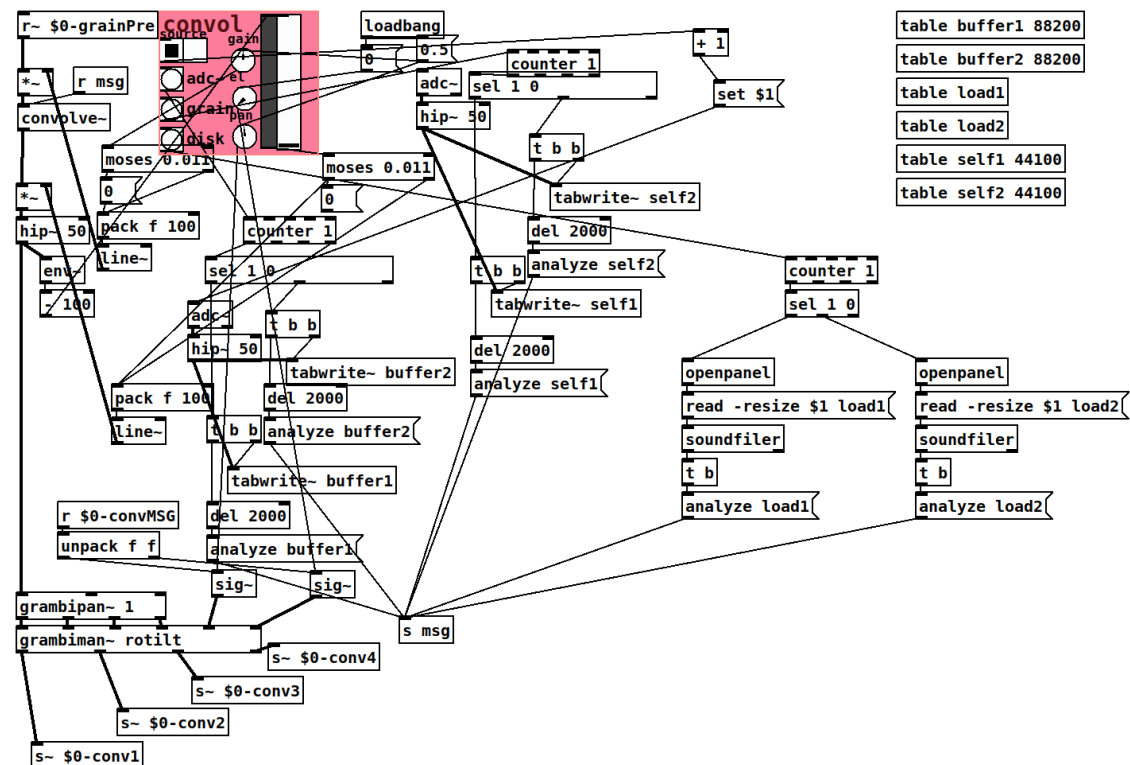 r~ $0-grainPre
convol
source
gain
adc~
el
grain
pan
disk
loadbang
0
0.5
counter 1
+ 1
table buffer1 88200
table buffer2 88200
table load1
table load2
table self1 44100
table self2 44100
*~
r msg
convolve~
adc~
sel 1 0
set $1
hip~ 50
t b b
moses 0.011
moses 0.011
0
0
tabwrite~ self2
*~
hip~ 50
pack f 100
counter 1
del 2000
env~
line~
sel 1 0
t b b
analyze self2
counter 1
- 100
adc~
t b b
tabwrite~ self1
sel 1 0
hip~ 50
del 2000
tabwrite~ buffer2
analyze self1
openpanel
openpanel
pack f 100
del 2000
read -resize $1 load1
read -resize $1 load2
line~
t b b
analyze buffer2
soundfiler
soundfiler
tabwrite~ buffer1
t b
t b
r $0-convMSG
del 2000
analyze load1
analyze load2
unpack f f
analyze buffer1
sig~
sig~
grambipan~ 1
s msg
grambiman~ rotilt
s~ $0-conv4
s~ $0-conv3
s~ $0-conv2
s~ $0-conv1